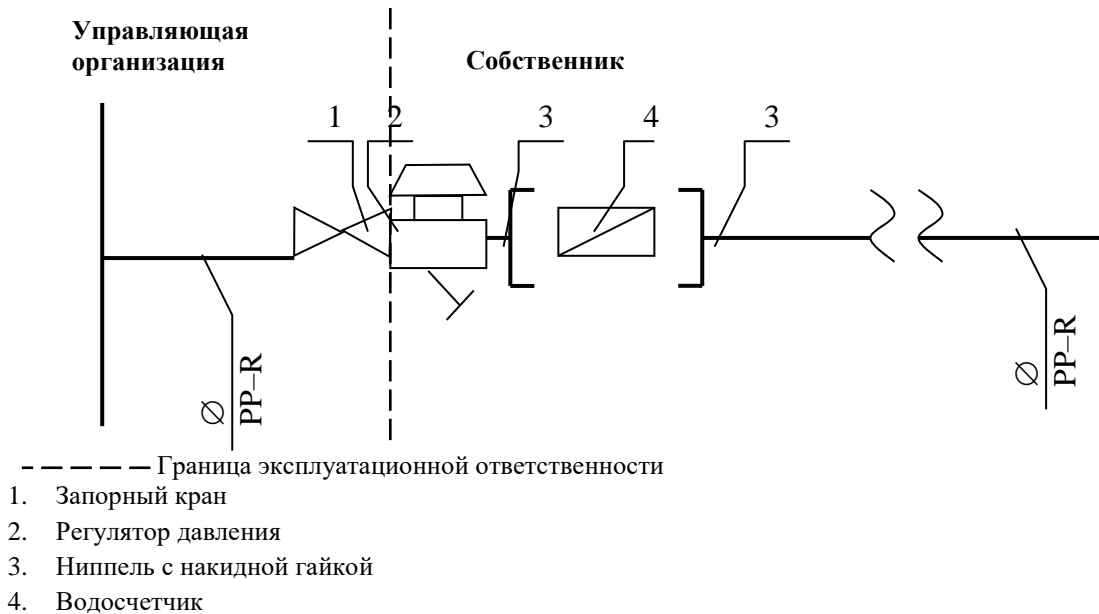 Управляющая
организация
Собственник
1 2 3 4 3
Ø
PP–R
Ø
PP–R
Граница эксплуатационной ответственности
1. Запорный кран
2. Регулятор давления
3. Ниппель с накидной гайкой
4. Водосчетчик